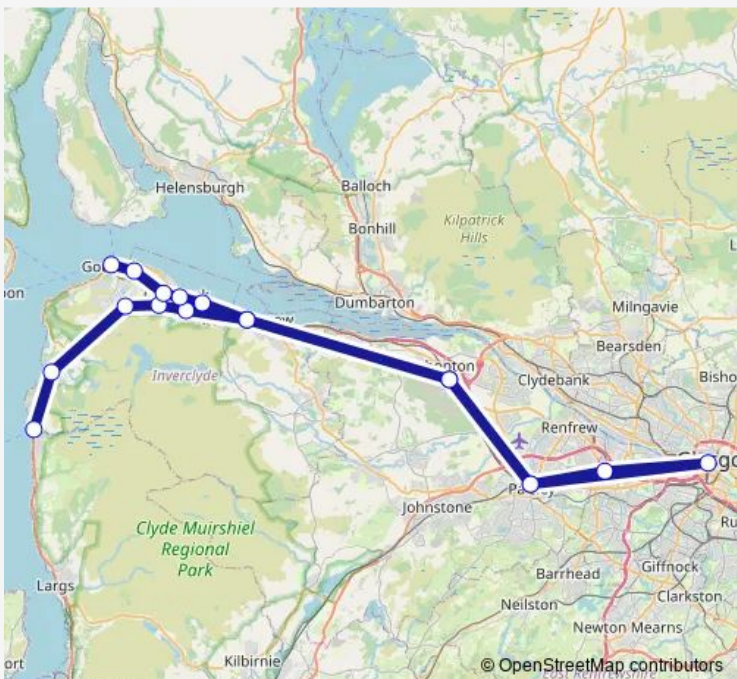 Helensburgh
Balloch
Bonhill
Kilpatrick
Hills
Dumbarton
Milngavie
Bearsden
Inverclyde
Clydebank
Renfrew
Johnstone
Clyde Muirshiel
Regional
Park
Largs
Barrhead
Giffnock
Neilston
Clarkston
Newton Mearns
Kilbirnie
© OpenStreetMap contributors